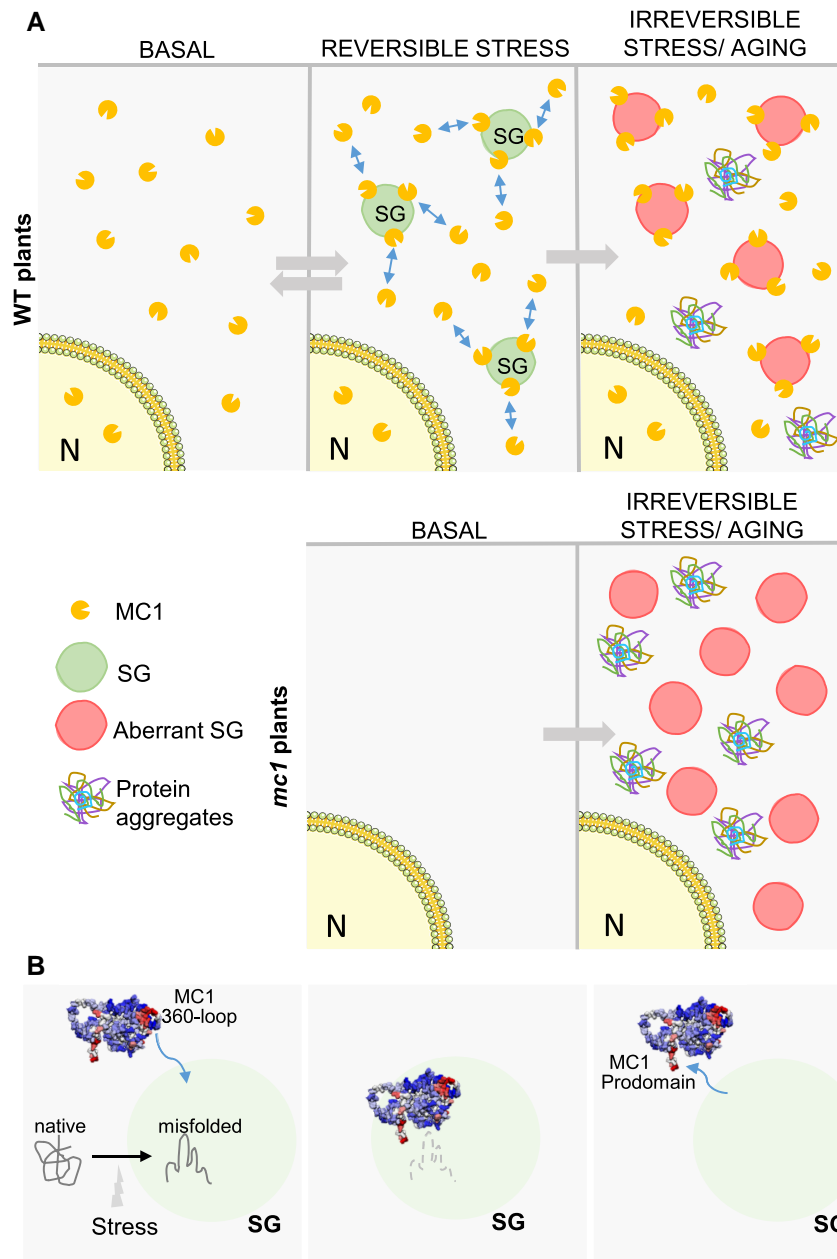 A
BASAL
REVERSIBLE STRESS
IRREVERSIBLE
STRESS/ AGING
WT plants
SG
SG
SG
N
N
N
BASAL
IRREVERSIBLE
STRESS/ AGING
MC1
SG
Aberrant SG
Protein
aggregates
mc1 plants
N
N
B
MC1
360-loop
native
misfolded
Stress
SG
SG
MC1
Prodomain
SG